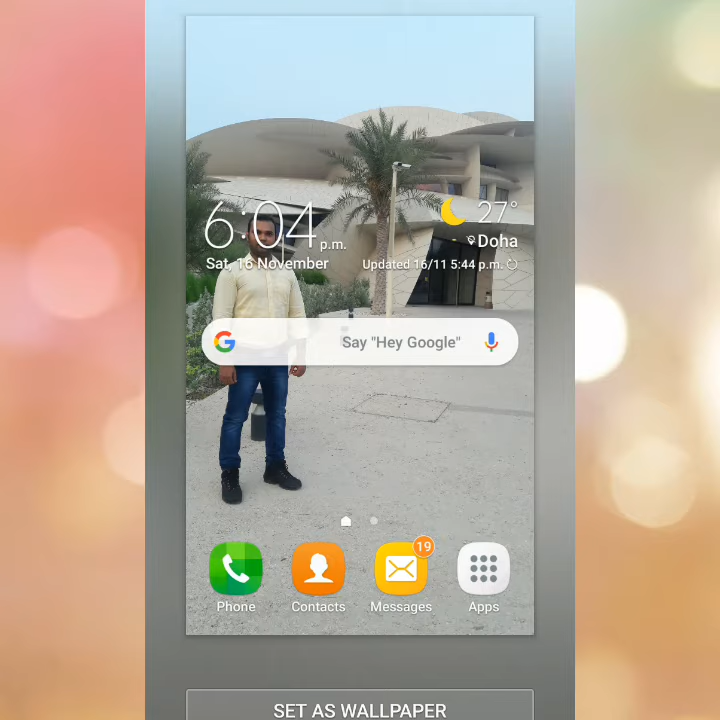 6:04 p.m.
Sat, 16 November
27°
Doha
Updated 16/11 5:44 p.m.
G
Say "Hey Google"
19
Phone
Contacts
Messages
Apps
SET AS WALLPAPER